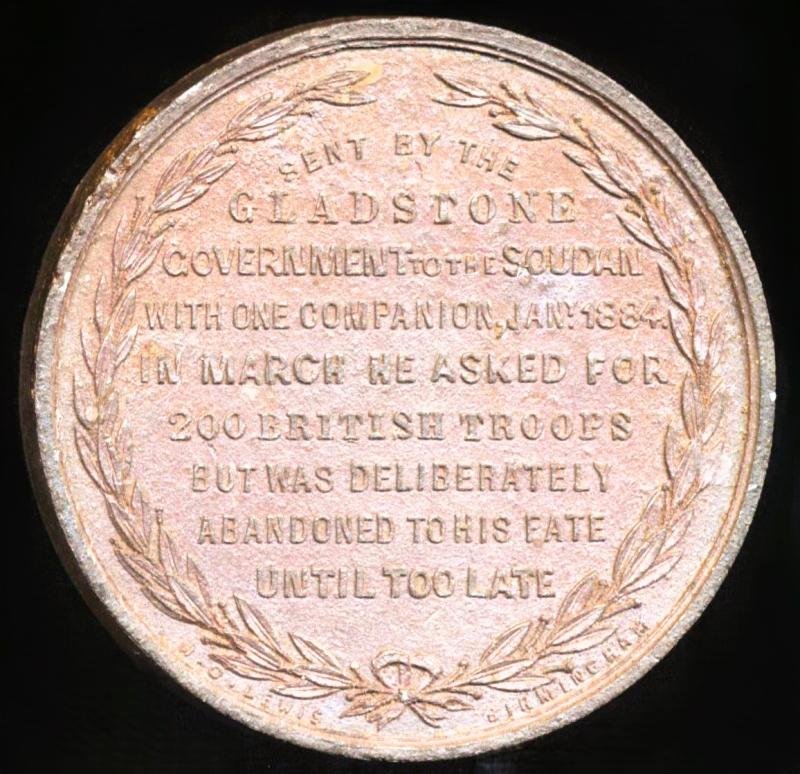 SENT BY THE
GLADSTONE
GOVERNMENT TO THE SOUDAN
WITH ONE COMPANION, JANY. 1884.
IN MARCH HE ASKED FOR
200 BRITISH TROOPS
BUT WAS DELIBERATELY
ABANDONED TO HIS FATE
UNTIL TOO LATE
LEWIS BIRMINGHAM